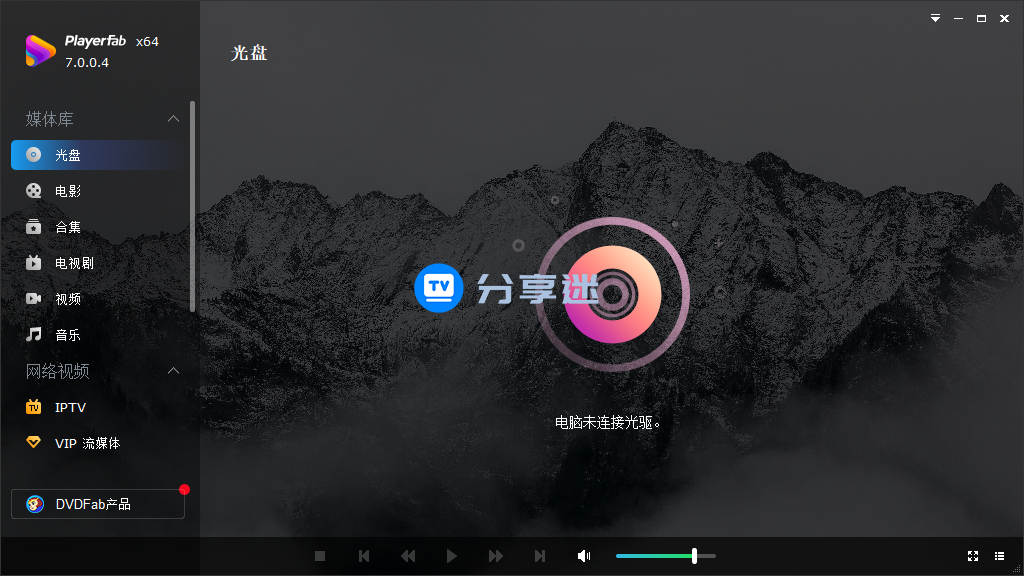 Playerfab x64
7.0.0.4
光盘
媒体库
光盘
电影
合集
电视剧
视频
音乐
网络视频
TV IPTV
VIP 流媒体
DVDFab产品
TV 分享迷
电脑未连接光驱。